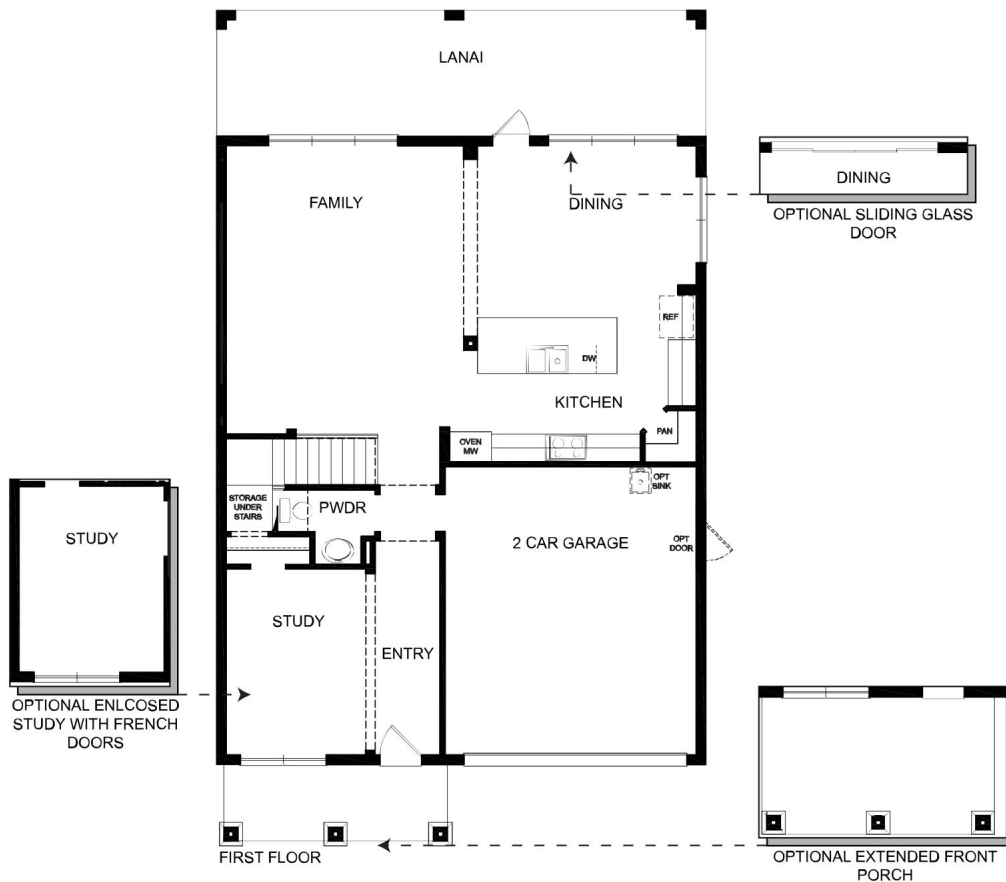 LANAI
FAMILY
DINING
DINING
OPTIONAL SLIDING GLASS
DOOR
REF
DW
KITCHEN
PAN
OVEN
MW
OPT
SINK
STORAGE
UNDER
STAIRS
PWDR
2 CAR GARAGE
OPT
DOOR
STUDY
STUDY
ENTRY
OPTIONAL ENLCOSED
STUDY WITH FRENCH
DOORS
FIRST FLOOR
OPTIONAL EXTENDED FRONT
PORCH